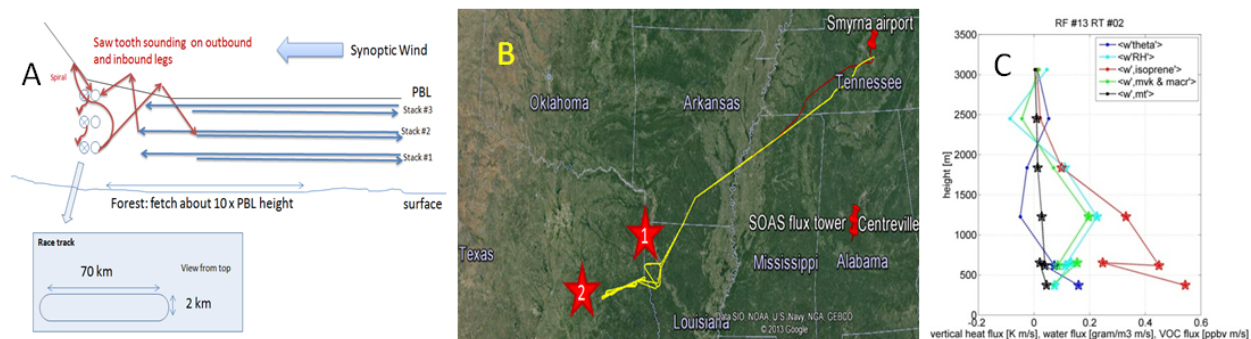 A
Saw tooth sounding on outbound
and inbound legs
Synoptic Wind
Spiral
PBL
Stack #3
Stack #2
Stack #1
Forest: fetch about 10 x PBL height
surface
Race track
70 km
View from top
2 km
B
Smyrna airport
Tennessee
Oklahoma
Arkansas
SOAS flux tower
Centreville
1
Texas
Mississippi
Alabama
2
Louisiana
Data SIO, NOAA, U.S. Navy, NGA, GEBCO
© 2013 Google
RF #13 RT #02
C
<w'theta'>
<w'RH'>
<w',isoprene'>
<w',mvk & macr'>
<w',mt'>
3500
3000
2500
2000
1500
1000
500
0
height [m]
-0.2
0
0.2
0.4
0.6
vertical heat flux [K m/s], water flux [gram/m3 m/s], VOC flux [ppbv m/s]